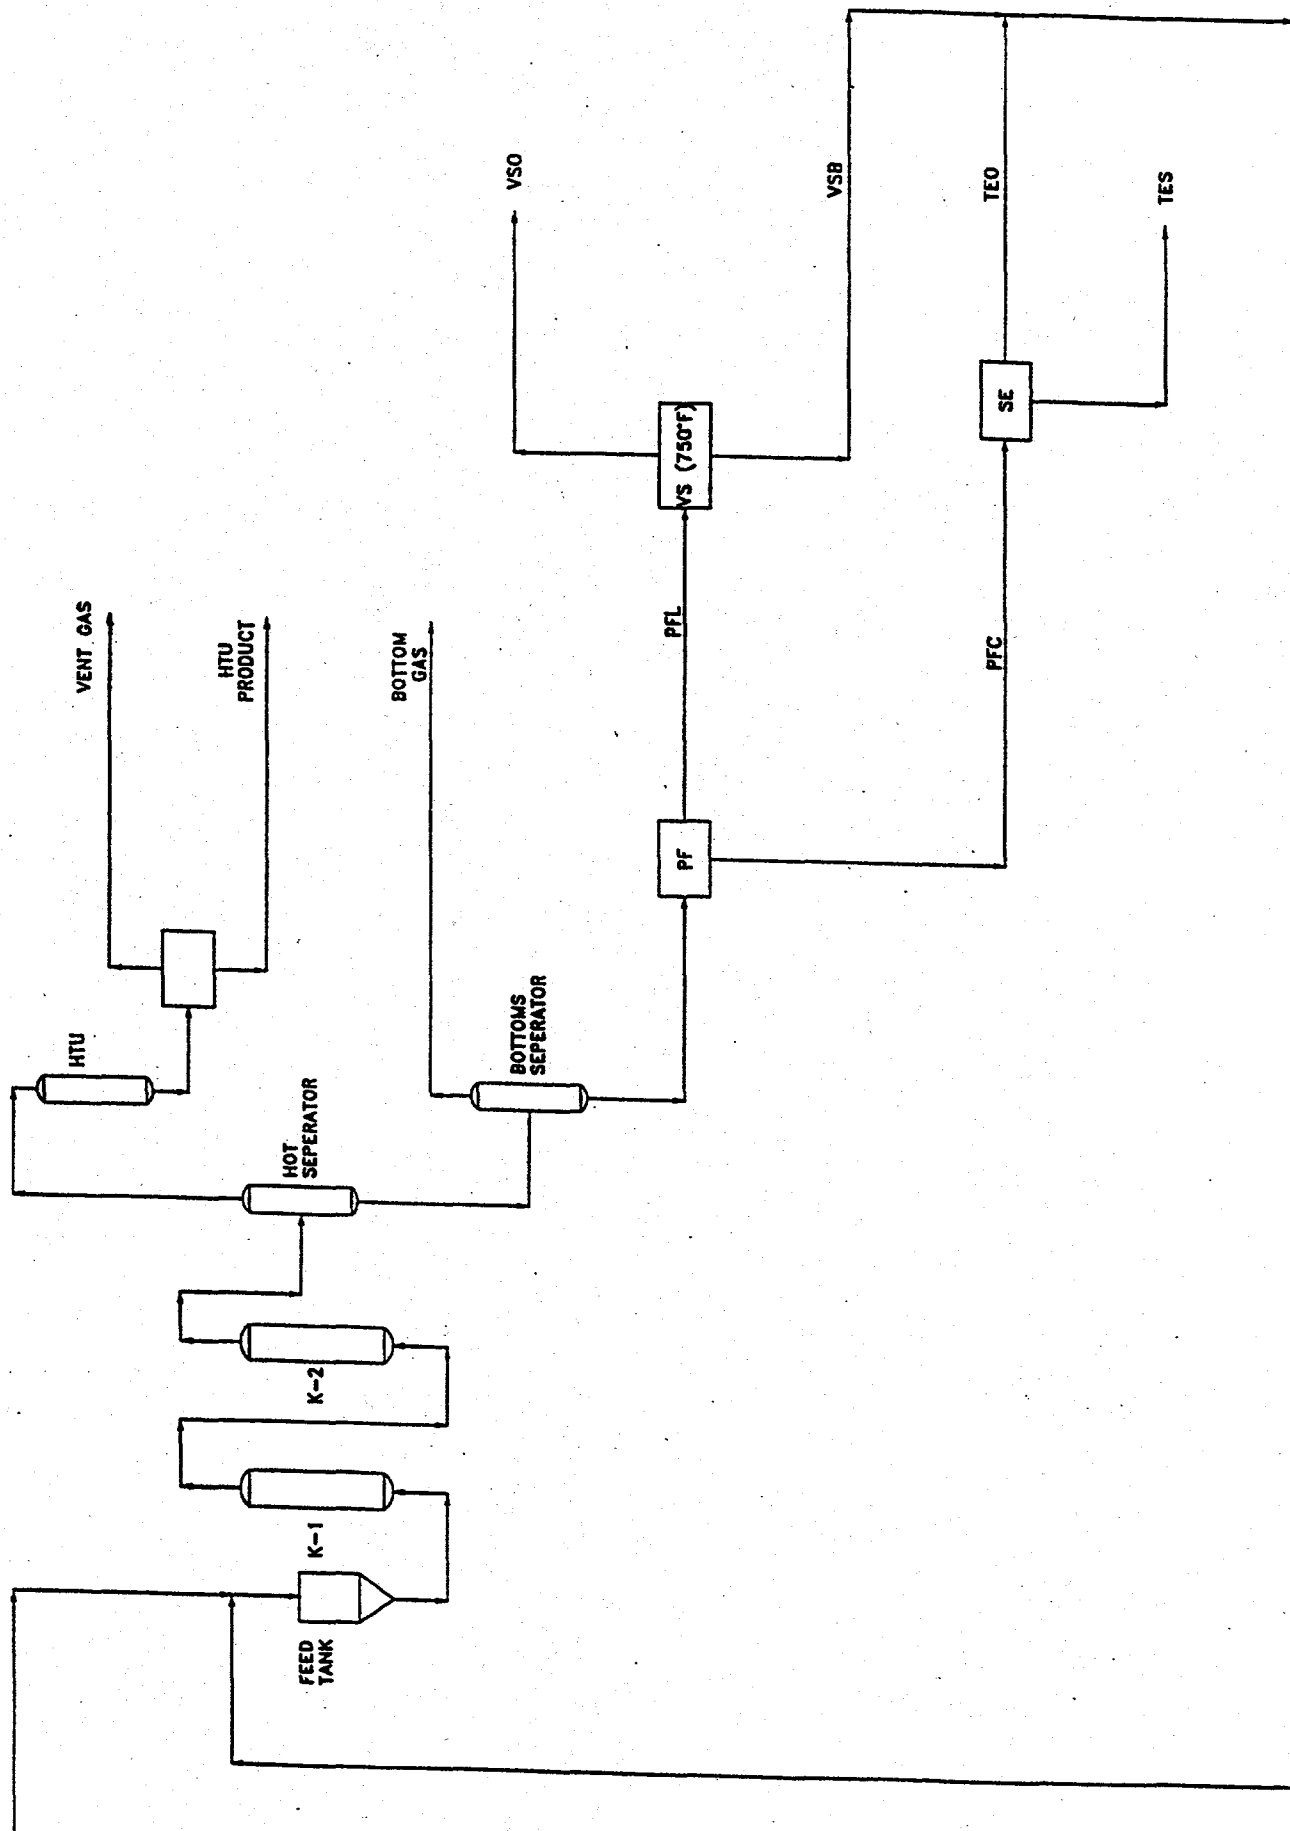 FEED
TANK
K-1
K-2
HOT
SEPERATOR
HTU
VENT GAS
HTU
PRODUCT
BOTTOMS
SEPERATOR
BOTTOM
GAS
PF
PFL
PFC
VS (750°F)
VSO
VSB
SE
TEO
TES